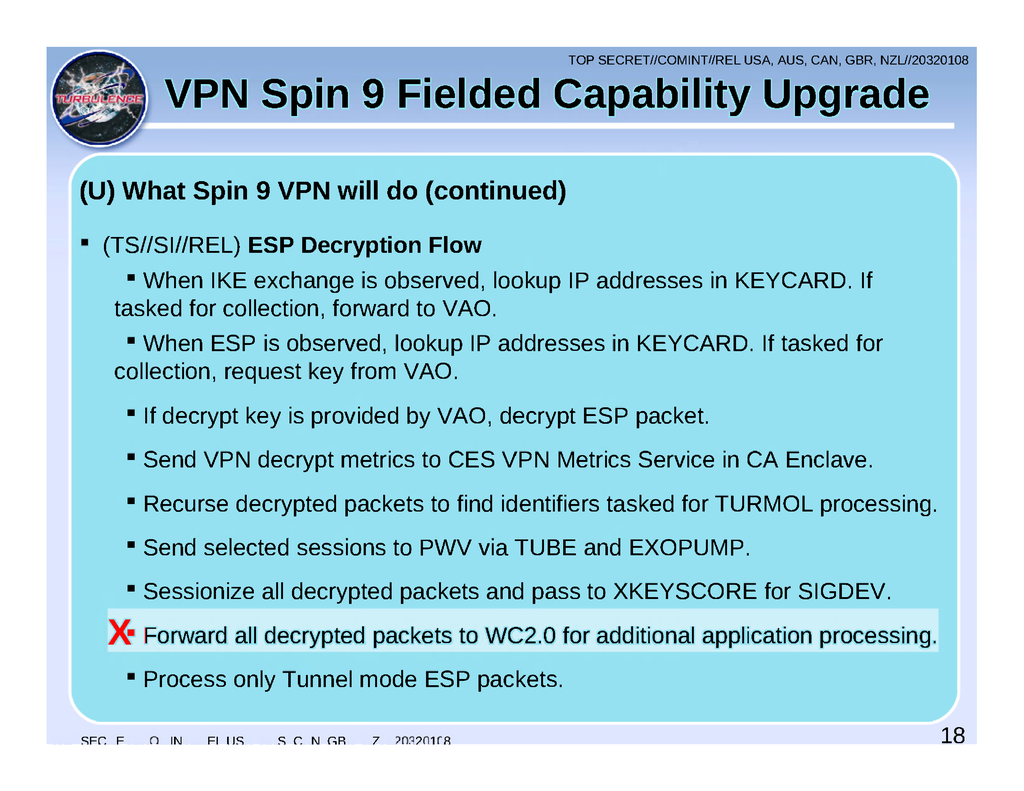 TOP SECRET//COMINT//REL USA, AUS, CAN, GBR, NZL//20320108
TURBULENCE
VPN Spin 9 Fielded Capability Upgrade
(U) What Spin 9 VPN will do (continued)
▪ (TS//SI//REL) ESP Decryption Flow
▪ When IKE exchange is observed, lookup IP addresses in KEYCARD. If
tasked for collection, forward to VAO.
▪ When ESP is observed, lookup IP addresses in KEYCARD. If tasked for
collection, request key from VAO.
▪ If decrypt key is provided by VAO, decrypt ESP packet.
▪ Send VPN decrypt metrics to CES VPN Metrics Service in CA Enclave.
▪ Recurse decrypted packets to find identifiers tasked for TURMOL processing.
▪ Send selected sessions to PWV via TUBE and EXOPUMP.
▪ Sessionize all decrypted packets and pass to XKEYSCORE for SIGDEV.
X▪ Forward all decrypted packets to WC2.0 for additional application processing.
▪ Process only Tunnel mode ESP packets.
20320108
18